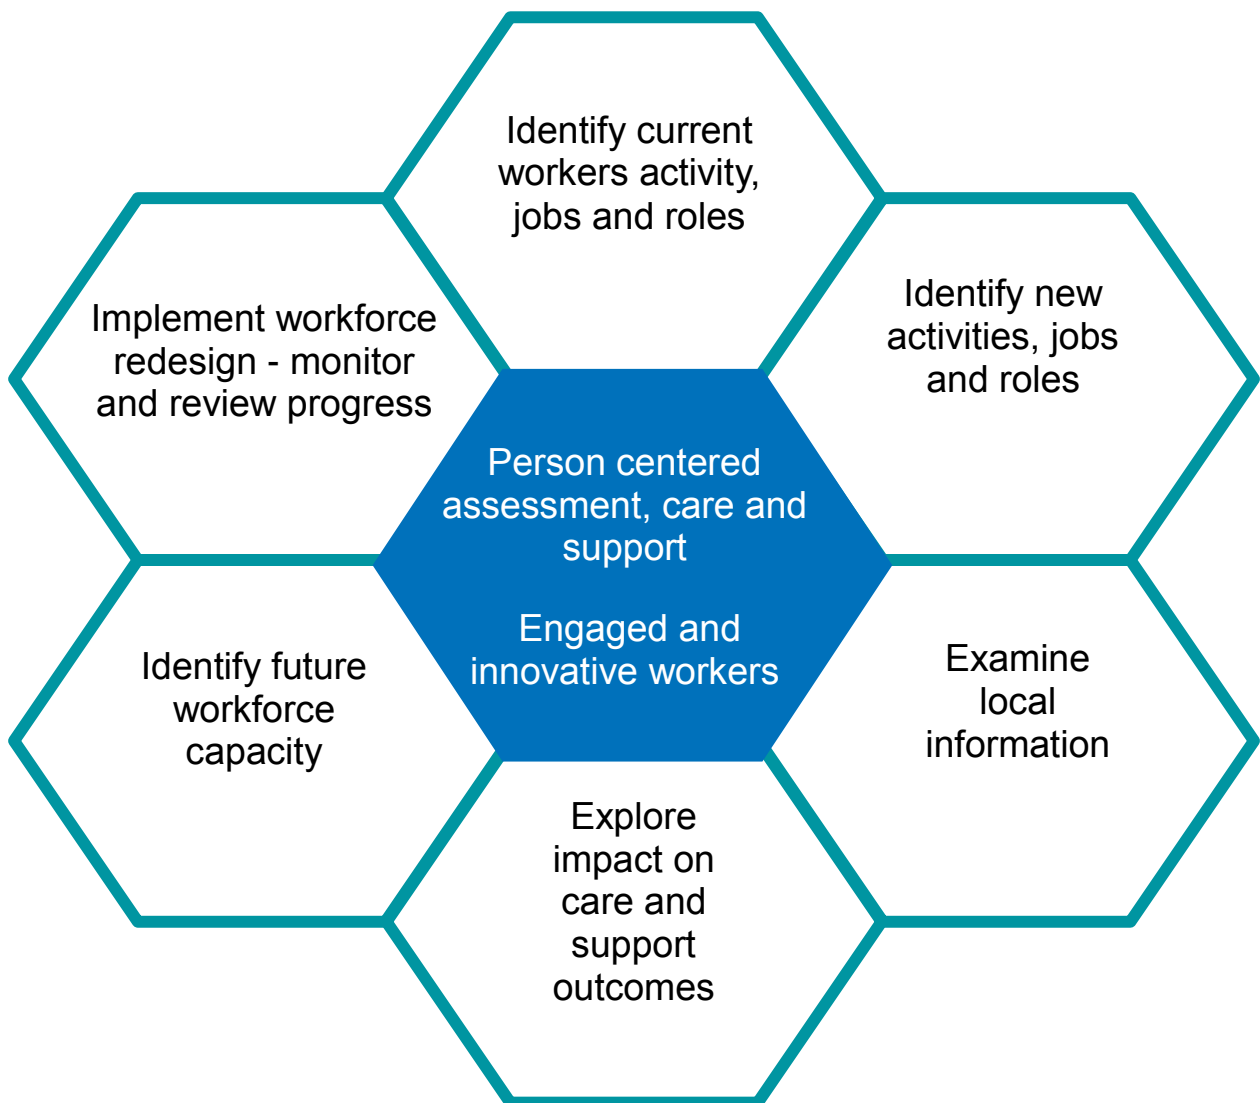 Identify current
workers activity,
jobs and roles
Identify new
activities, jobs
and roles
Implement workforce
redesign - monitor
and review progress
Person centered
assessment, care and
support
Engaged and
innovative workers
Examine
local
information
Identify future
workforce
capacity
Explore
impact on
care and
support
outcomes